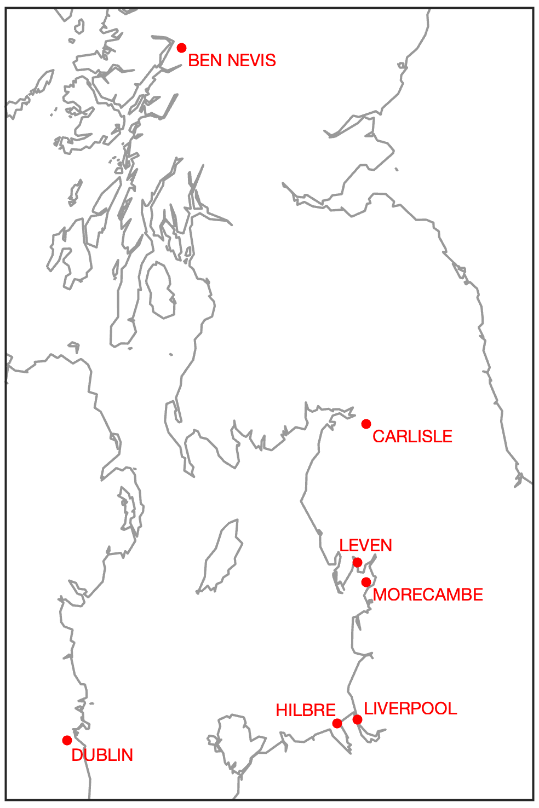 BEN NEVIS
CARLISLE
LEVEN
MORECAMBE
HILBRE
LIVERPOOL
DUBLIN